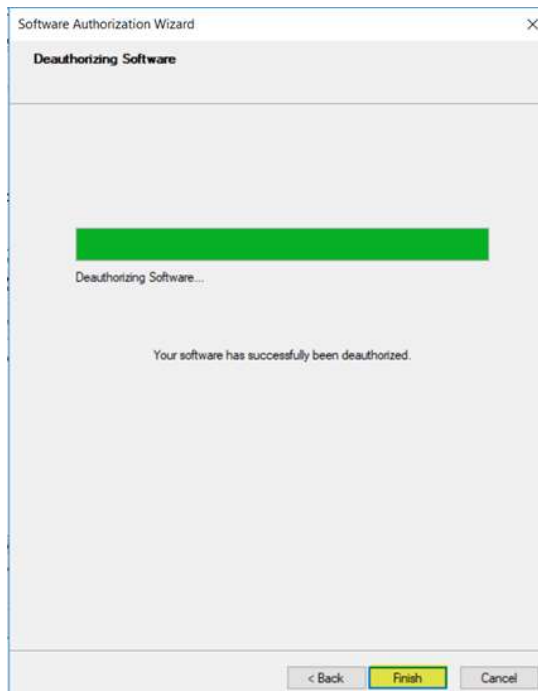 Software Authorization Wizard
Deauthorizing Software
Deauthorizing Software...
Your software has successfully been deauthorized.
< Back Finish Cancel